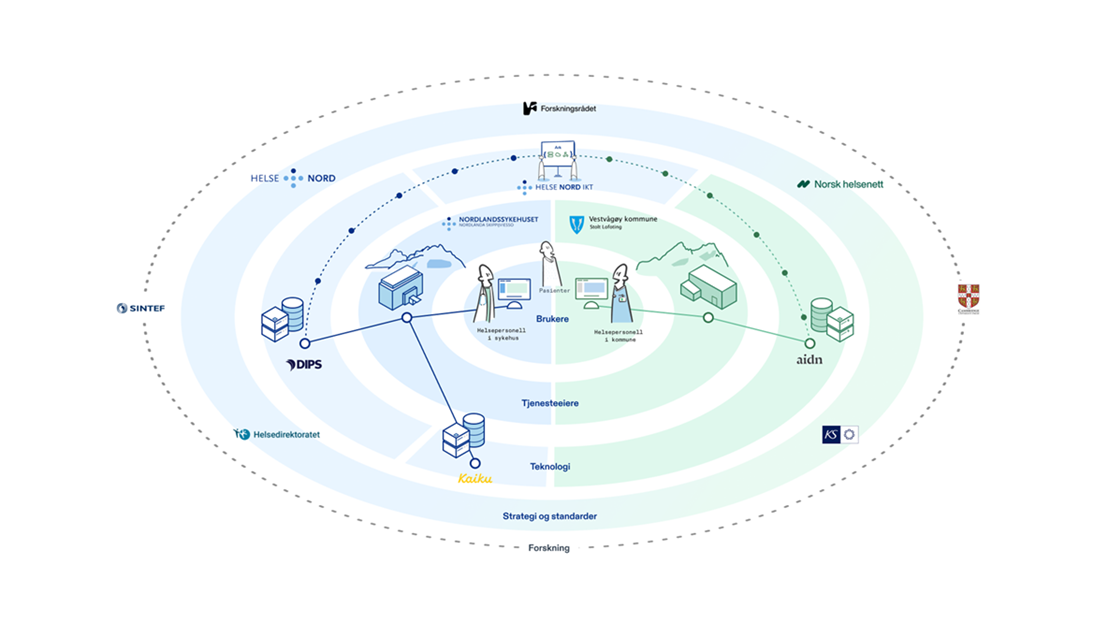 Forskningsrådet
HELSE NORD
Norsk helsenett
HELSE NORD IKT
NORDLANDSSYKEHUSET
Vestvågøy kommune
Stolt Lofoting
Pasienter
SINTEF
Brukere
Helsepersonell
i sykehus
Helsepersonell
i kommune
DIPS
aidn
Tjenesteeiere
Helsedirektoratet
KS
Teknologi
Kaiku
Strategi og standarder
Forskning